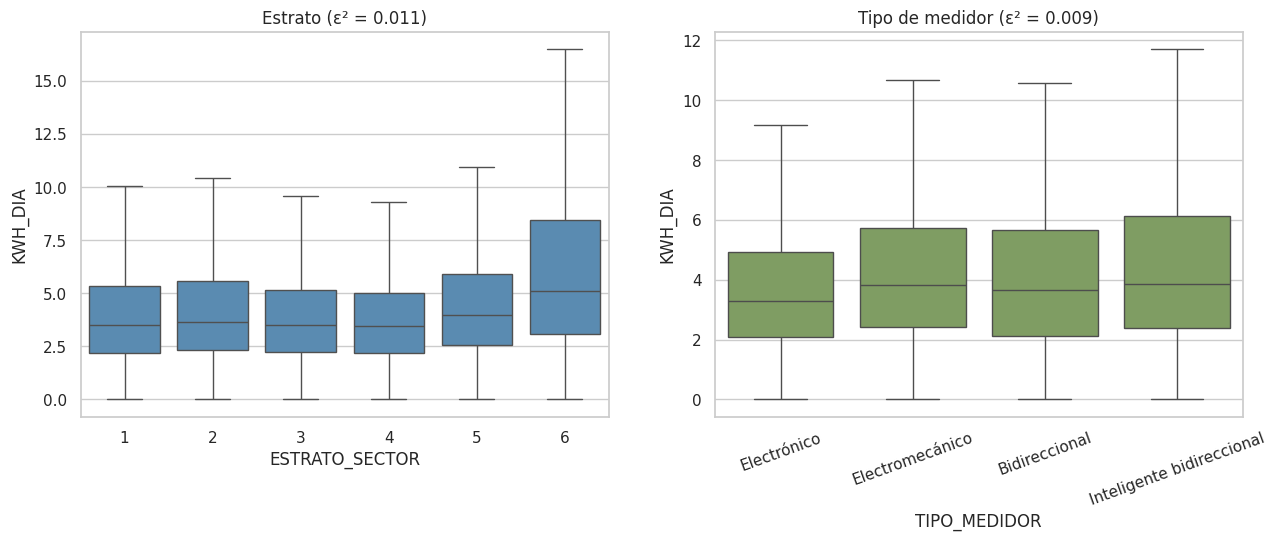 Estrato (ε² = 0.011)
KWH_DIA
15.0
12.5
10.0
7.5
5.0
2.5
0.0
1 2 3 4 5 6
ESTRATO_SECTOR
Tipo de medidor (ε² = 0.009)
KWH_DIA
12
10
8
6
4
2
0
Electrónico Electromecánico Bidireccional Inteligente bidireccional
TIPO_MEDIDOR